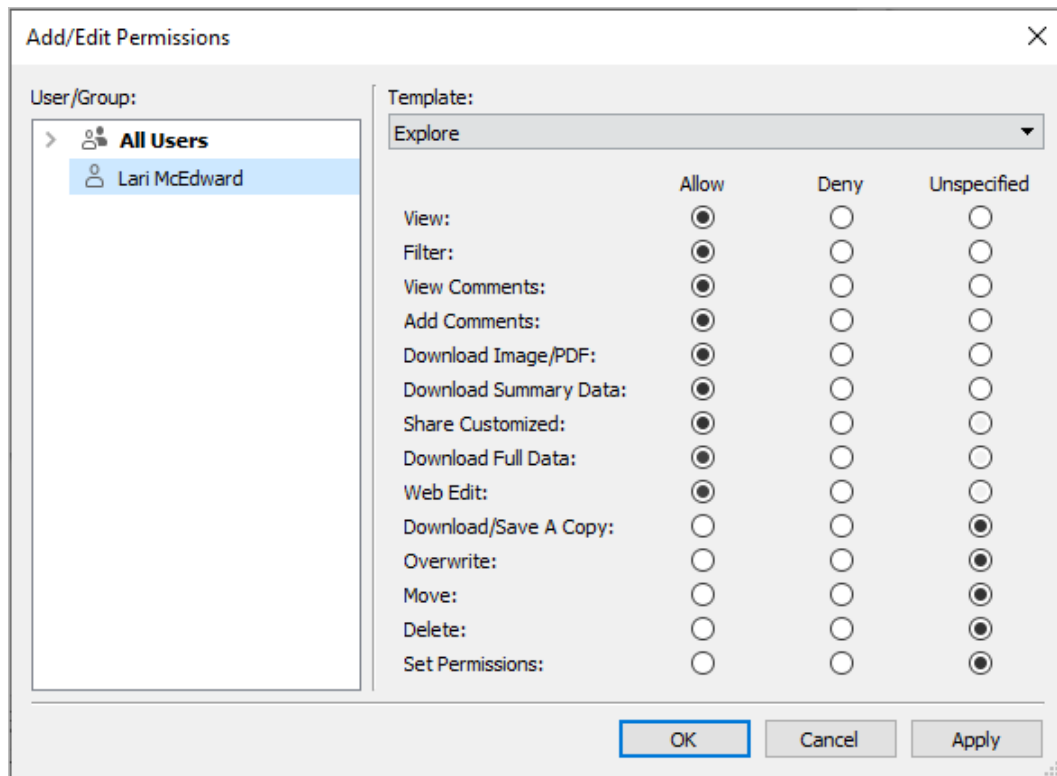 Add/Edit Permissions
User/Group:
All Users
Lari McEdward
Template:
Explore
Allow Deny Unspecified
View:
Filter:
View Comments:
Add Comments:
Download Image/PDF:
Download Summary Data:
Share Customized:
Download Full Data:
Web Edit:
Download/Save A Copy:
Overwrite:
Move:
Delete:
Set Permissions:
OK Cancel Apply